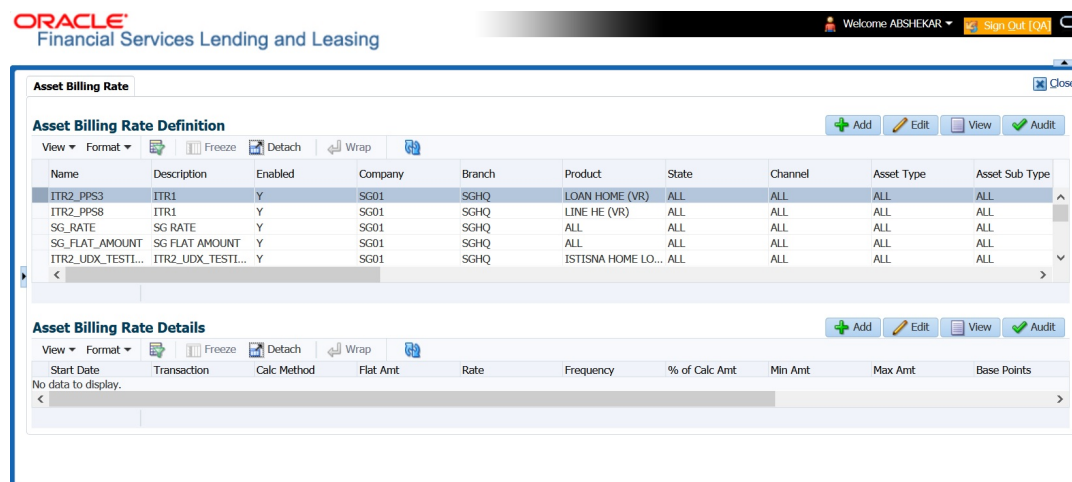 ORACLE
Financial Services Lending and Leasing
Welcome ABSHEKAR Sign Out [QA]
Asset Billing Rate Close
Asset Billing Rate Definition Add Edit View Audit
View Format Freeze Detach Wrap
Name Description Enabled Company Branch Product State Channel Asset Type Asset Sub Type
ITR2_PPS3 ITR1 Y SG01 SGHQ LOAN HOME (VR) ALL ALL ALL ALL
ITR2_PPS8 ITR1 Y SG01 SGHQ LINE HE (VR) ALL ALL ALL ALL
SG_RATE SG RATE Y SG01 SGHQ ALL ALL ALL ALL ALL
SG_FLAT_AMOUNT SG FLAT AMOUNT Y SG01 SGHQ ALL ALL ALL ALL ALL
ITR2_UDX_TESTI... ITR2_UDX_TESTI... Y SG01 SGHQ ISTISNA HOME LO... ALL ALL ALL ALL
Asset Billing Rate Details Add Edit View Audit
View Format Freeze Detach Wrap
Start Date Transaction Calc Method Flat Amt Rate Frequency % of Calc Amt Min Amt Max Amt Base Points
No data to display.